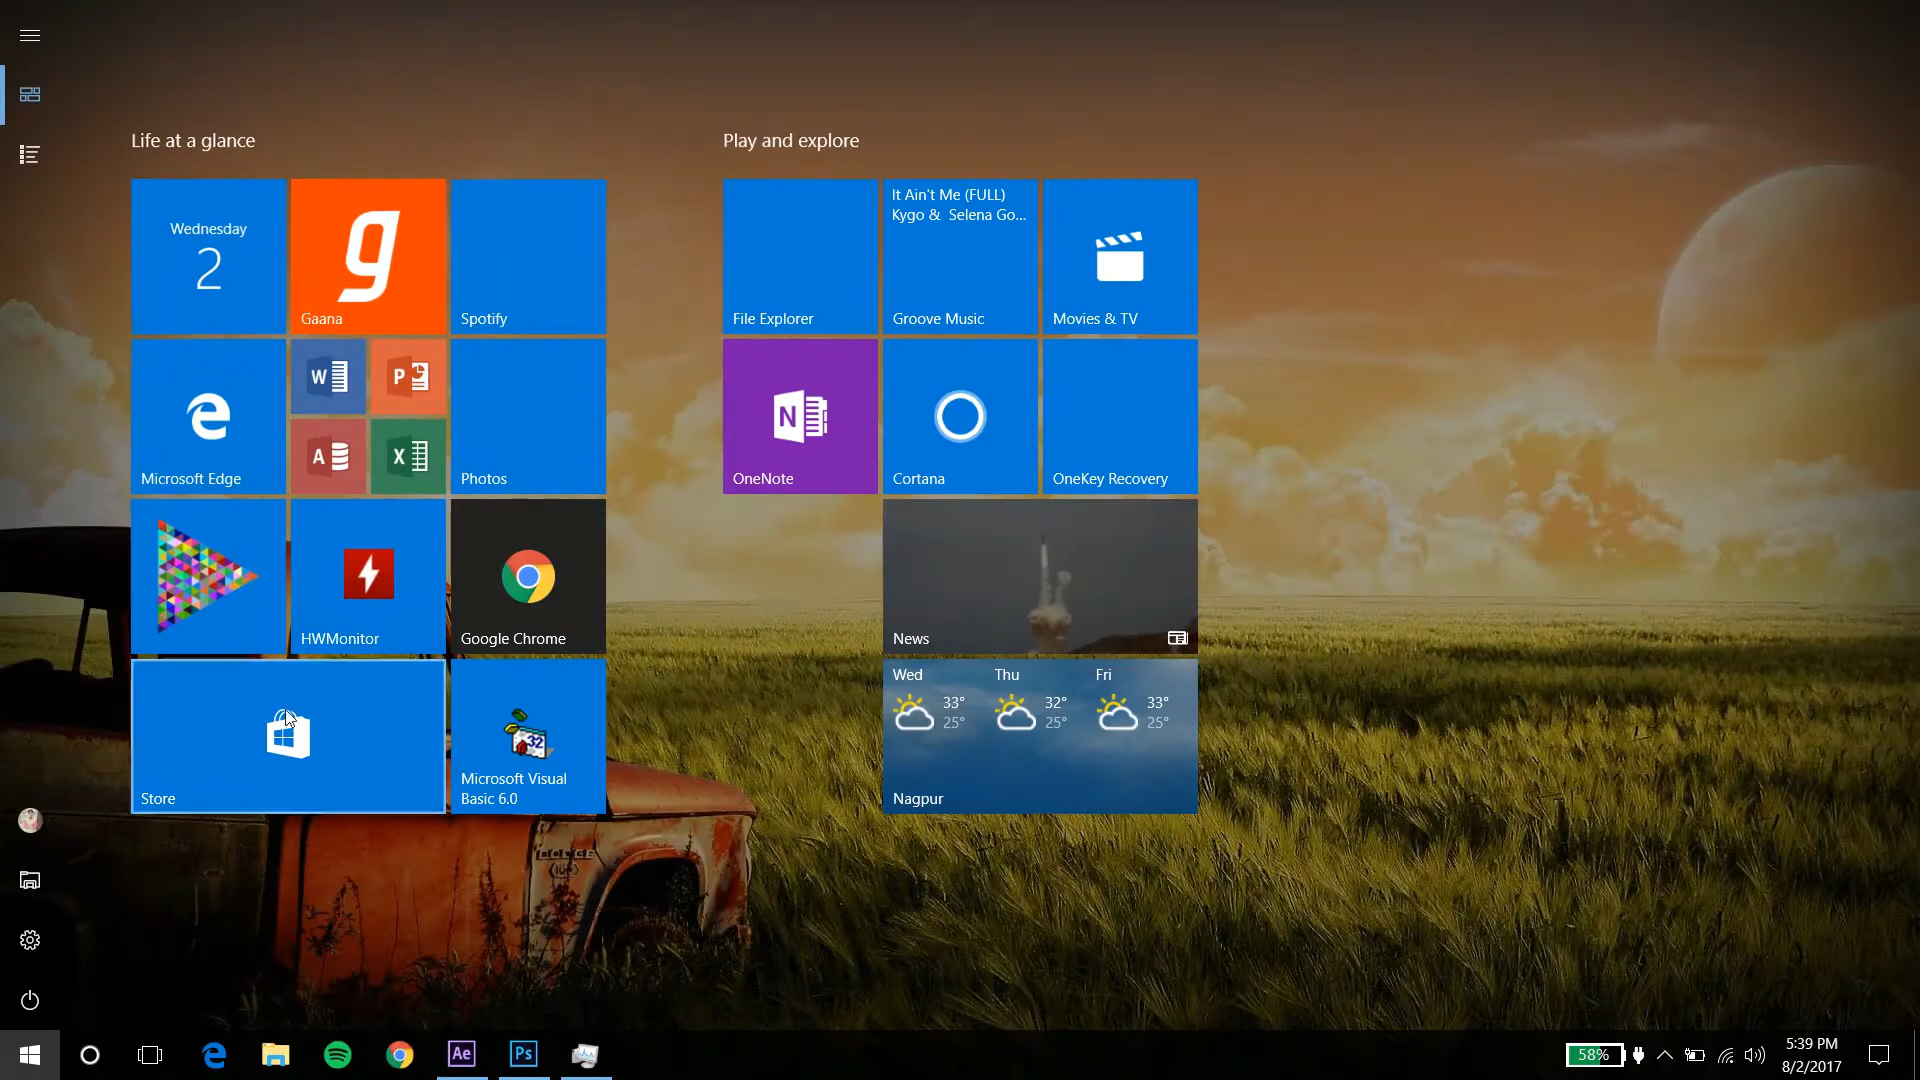 Life at a glance
Play and explore
Wednesday
2
g
Gaana
Spotify
File Explorer
It Ain't Me (FULL)
Kygo &  Selena Go...
Groove Music
Movies & TV
Microsoft Edge
W
P
A
X
Photos
N
OneNote
Cortana
OneKey Recovery
HWMonitor
Google Chrome
News
Store
32
Microsoft Visual
Basic 6.0
Wed Thu Fri
33° 32° 33°
25° 25° 25°
Nagpur
Ae
Ps
58%
5:39 PM
8/2/2017